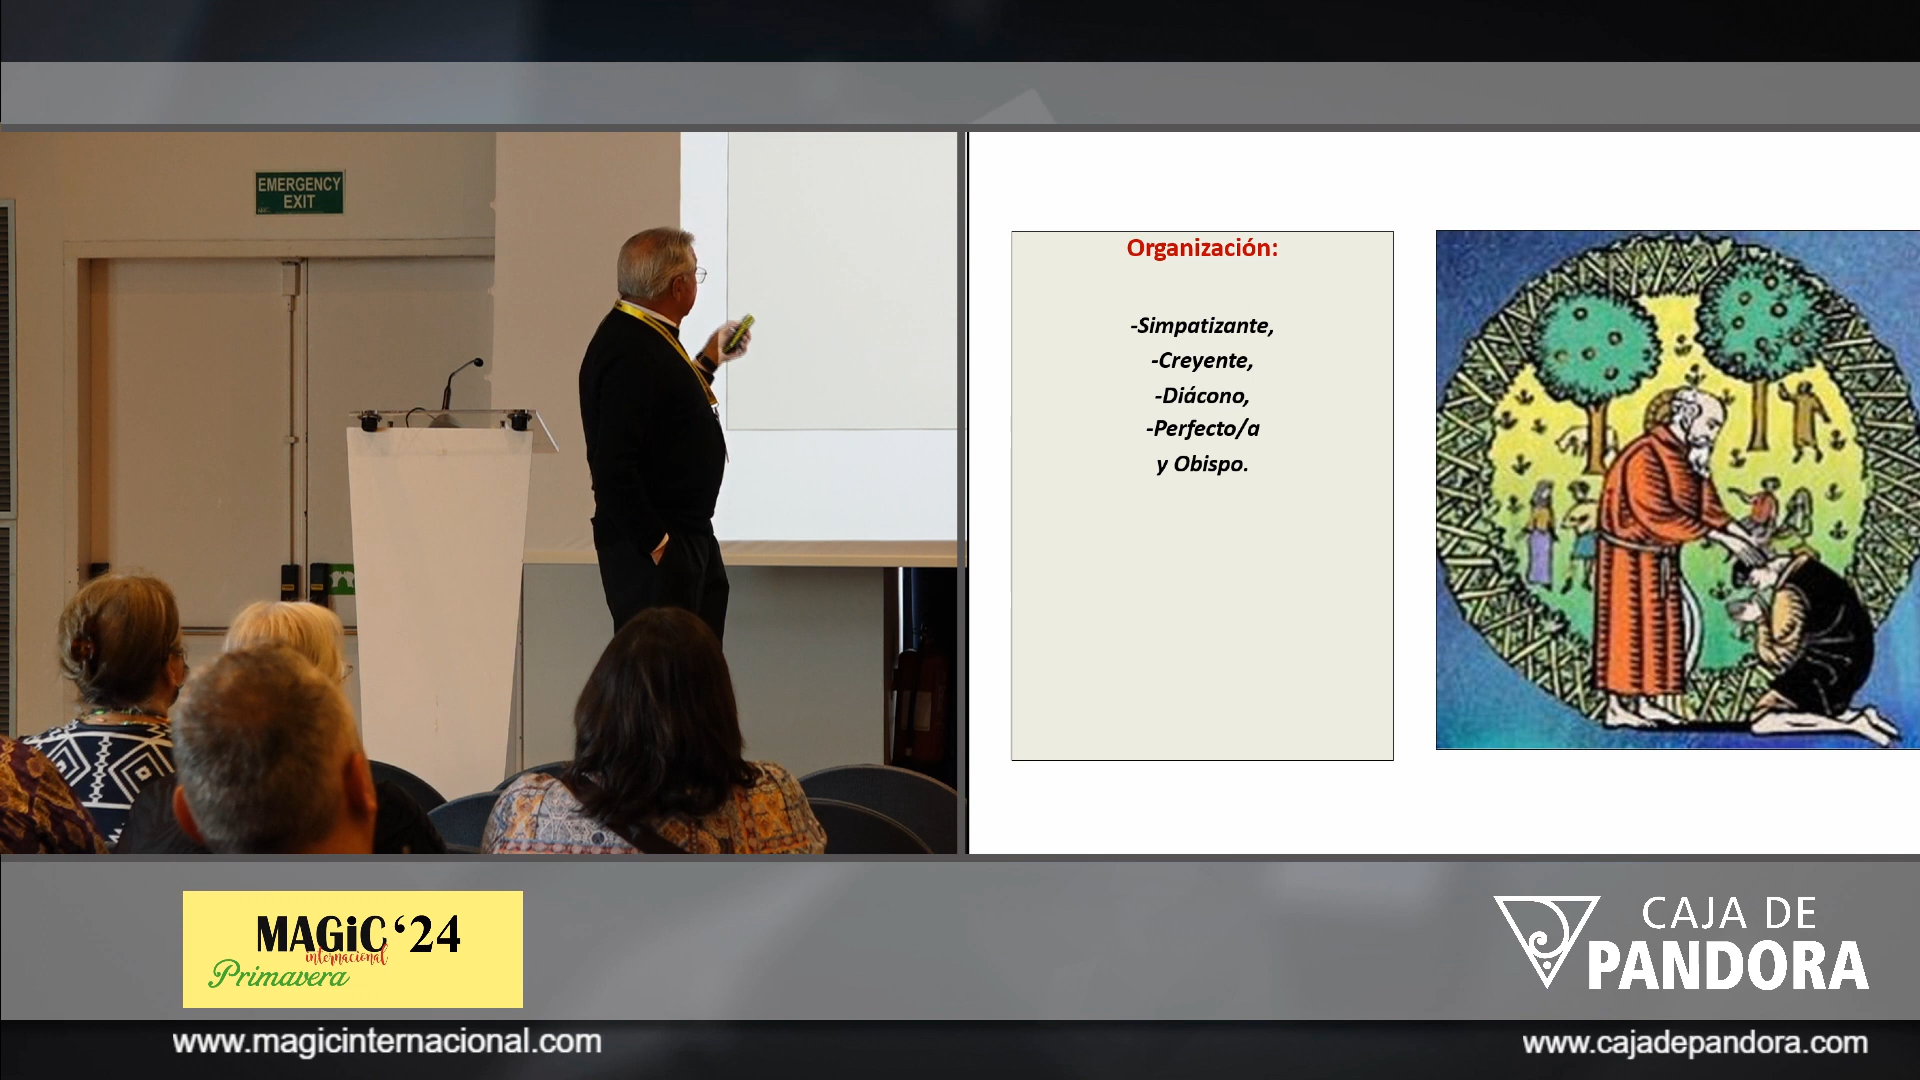 EMERGENCY
EXIT
Organización:
-Simpatizante,
-Creyente,
-Diácono,
-Perfecto/a
y Obispo.
MAGiC ‘24
internacional
Primavera
CAJA DE
PANDORA
www.magicinternacional.com
www.cajadepandora.com